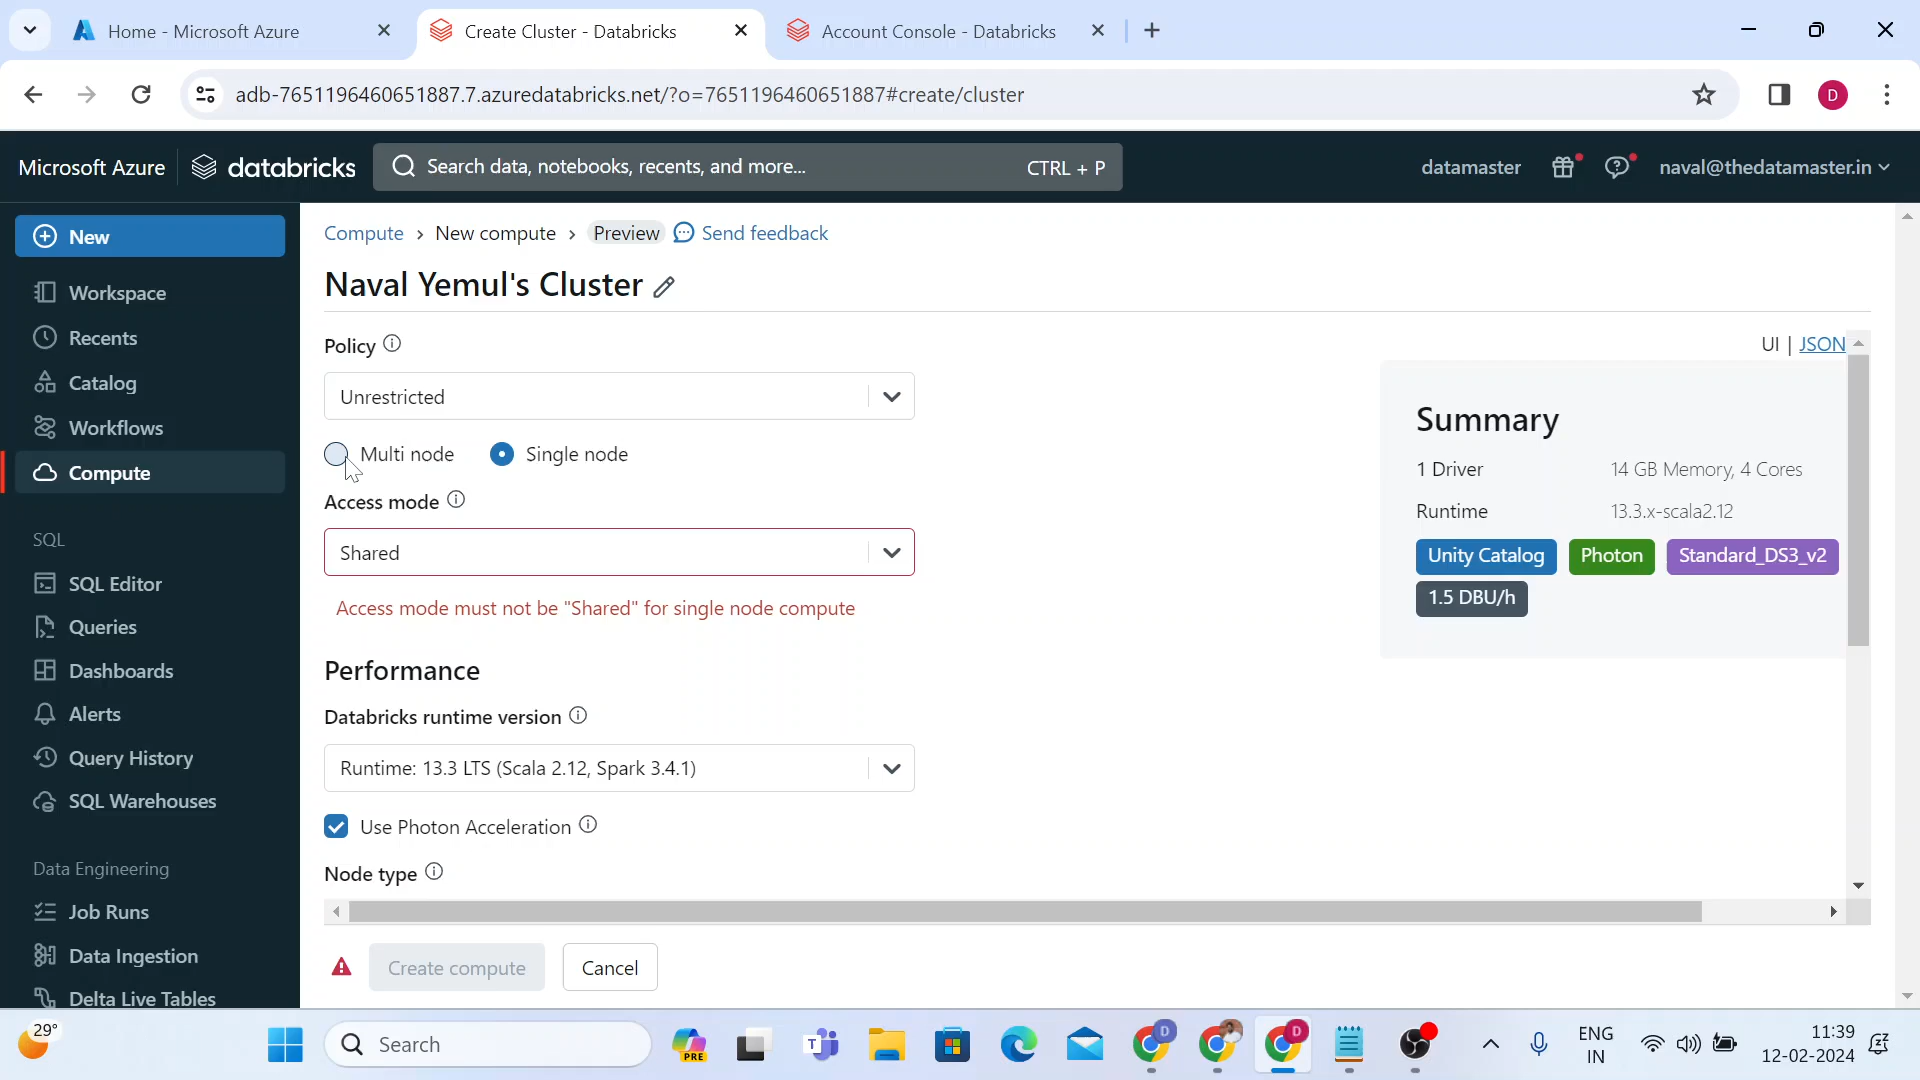 Home - Microsoft Azure
Create Cluster - Databricks
Account Console - Databricks
adb-7651196460651887.7.azuredatabricks.net/?o=7651196460651887#create/cluster
D
Microsoft Azure
databricks
Search data, notebooks, recents, and more...
CTRL + P
datamaster
naval@thedatamaster.in
New
Workspace
Recents
Catalog
Workflows
Compute
SQL
SQL Editor
Queries
Dashboards
Alerts
Query History
SQL Warehouses
Data Engineering
Job Runs
Data Ingestion
Delta Live Tables
Compute › New compute › Preview Send feedback
Naval Yemul's Cluster
Policy
Unrestricted
Multi node
Single node
Access mode
Shared
Access mode must not be "Shared" for single node compute
Performance
Databricks runtime version
Runtime: 13.3 LTS (Scala 2.12, Spark 3.4.1)
Use Photon Acceleration
Node type
Create compute
Cancel
UI | JSON
Summary
1 Driver 14 GB Memory, 4 Cores
Runtime 13.3.x-scala2.12
Unity Catalog Photon Standard_DS3_v2
1.5 DBU/h
29°
Search
PRE
T
D
D
ENG
IN
11:39
12-02-2024